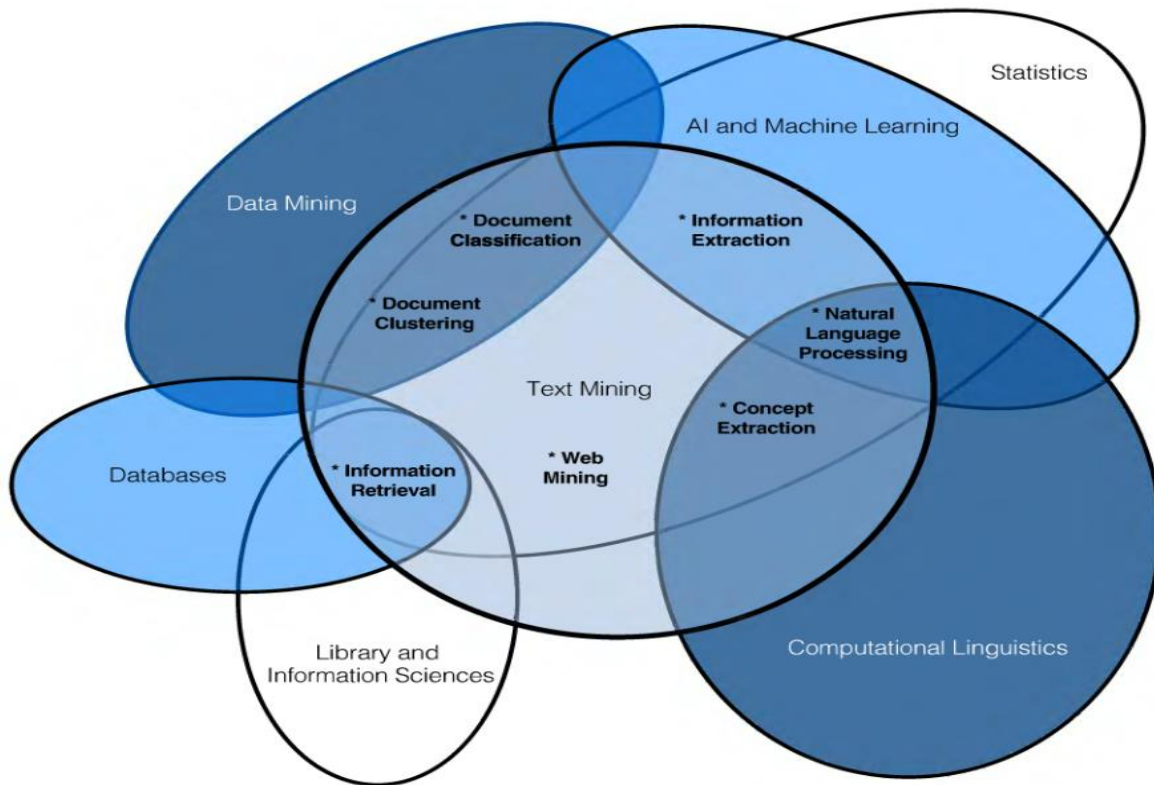 Statistics
AI and Machine Learning
Data Mining
* Document
Classification
* Information
Extraction
* Document
Clustering
* Natural
Language
Processing
Text Mining
* Concept
Extraction
Databases
* Information
Retrieval
* Web
Mining
Library and
Information Sciences
Computational Linguistics